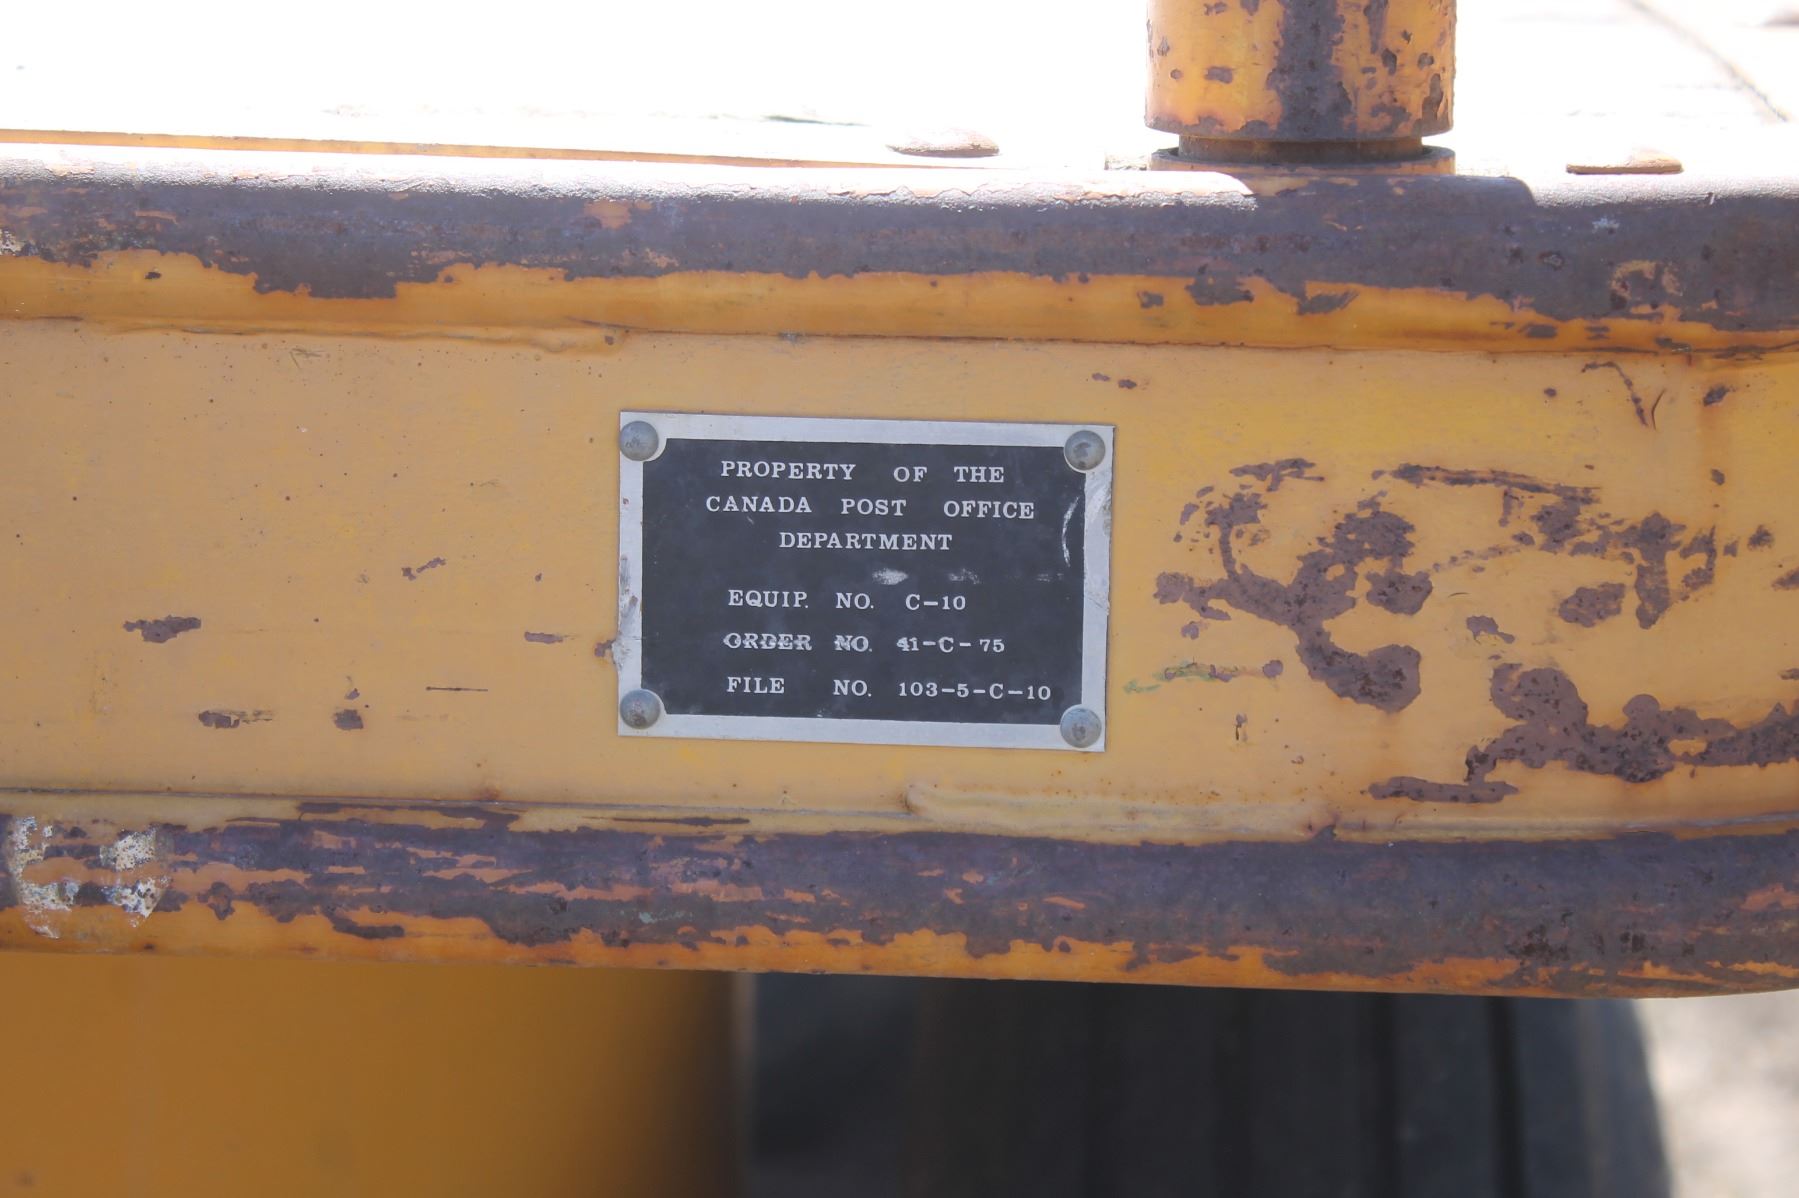 PROPERTY OF THE
CANADA POST OFFICE
DEPARTMENT
EQUIP. NO. C-10
ORDER NO. 41-C-75
FILE NO. 103-5-C-10